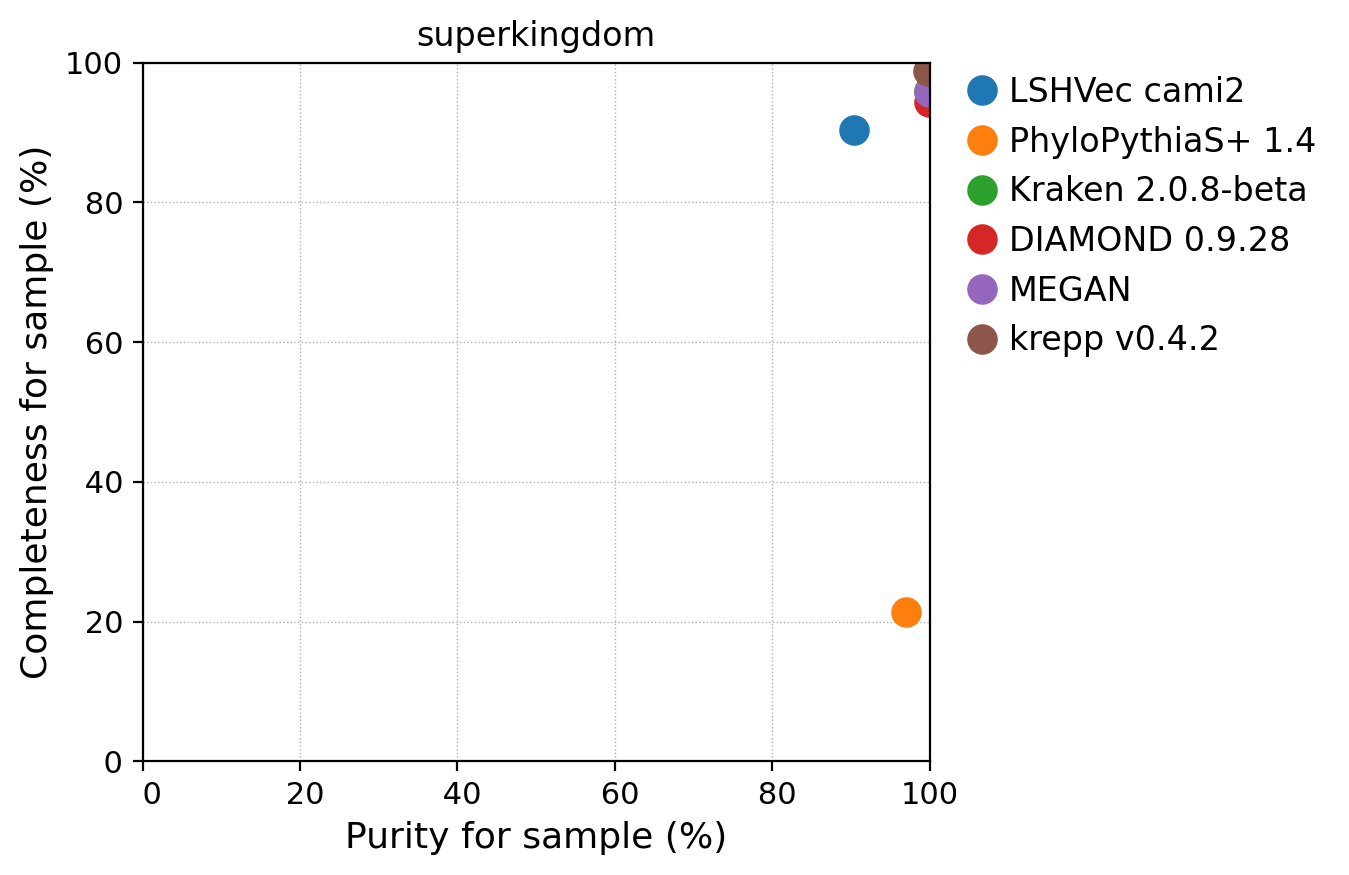 superkingdom
100
80
60
40
20
0
Completeness for sample (%)
0 20 40 60 80 100
Purity for sample (%)
LSHVec cami2
PhyloPythiaS+ 1.4
Kraken 2.0.8-beta
DIAMOND 0.9.28
MEGAN
krepp v0.4.2